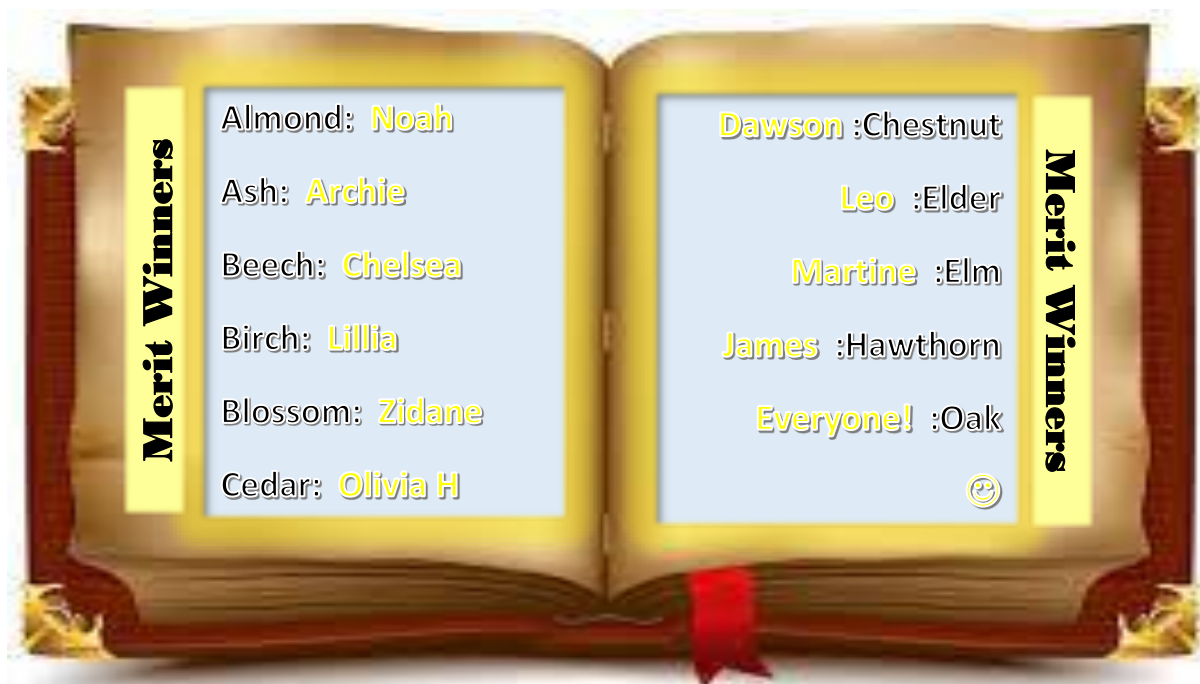 Merit Winners
Almond: Noah
Ash: Archie
Beech: Chelsea
Birch: Lillia
Blossom: Zidane
Cedar: Olivia H
Dawson :Chestnut
Leo :Elder
Martine :Elm
James :Hawthorn
Everyone! :Oak
☺
Merit Winners